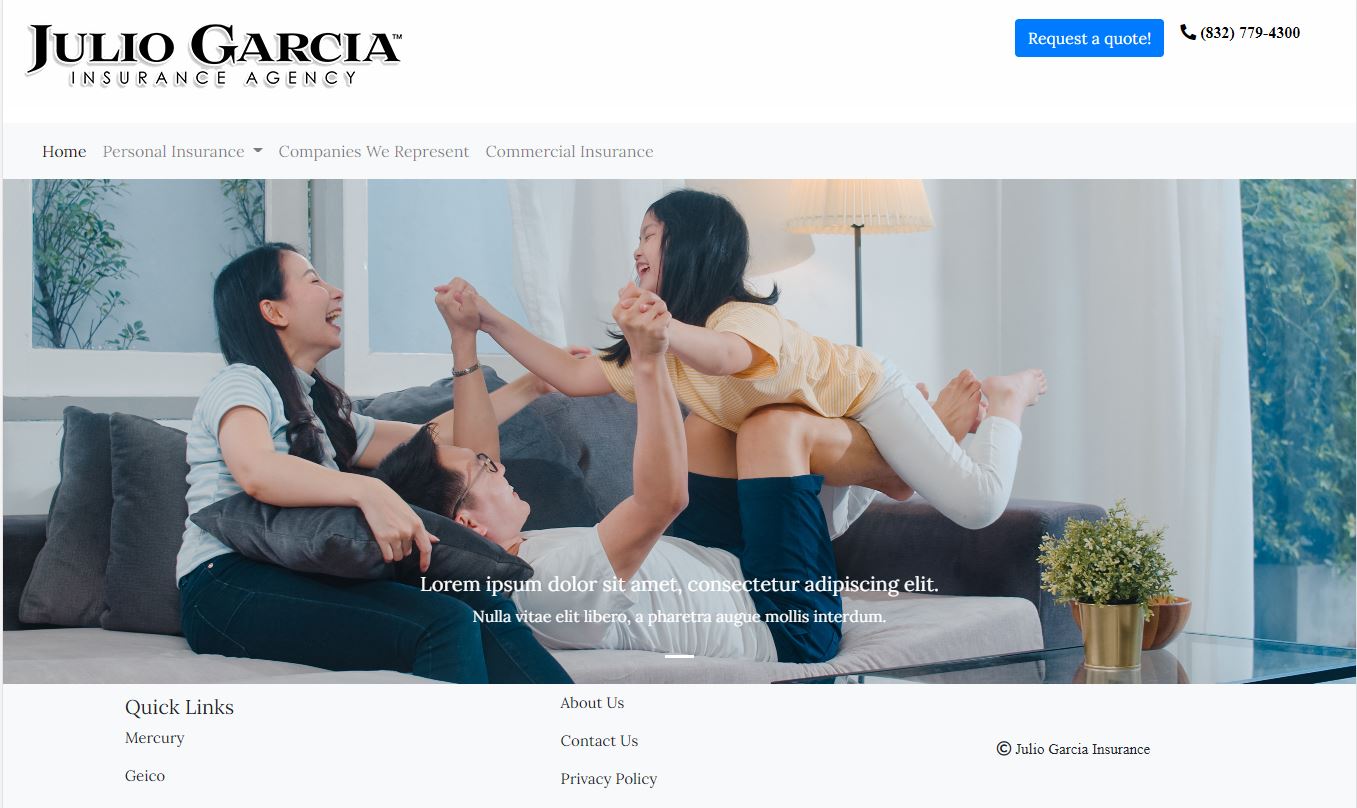 JULIO GARCIA™
INSURANCE AGENCY
Request a quote!
(832) 779-4300
Home
Personal Insurance
Companies We Represent
Commercial Insurance
Lorem ipsum dolor sit amet, consectetur adipiscing elit.
Nulla vitae elit libero, a pharetra augue mollis interdum.
Quick Links
Mercury
Geico
About Us
Contact Us
Privacy Policy
© Julio Garcia Insurance